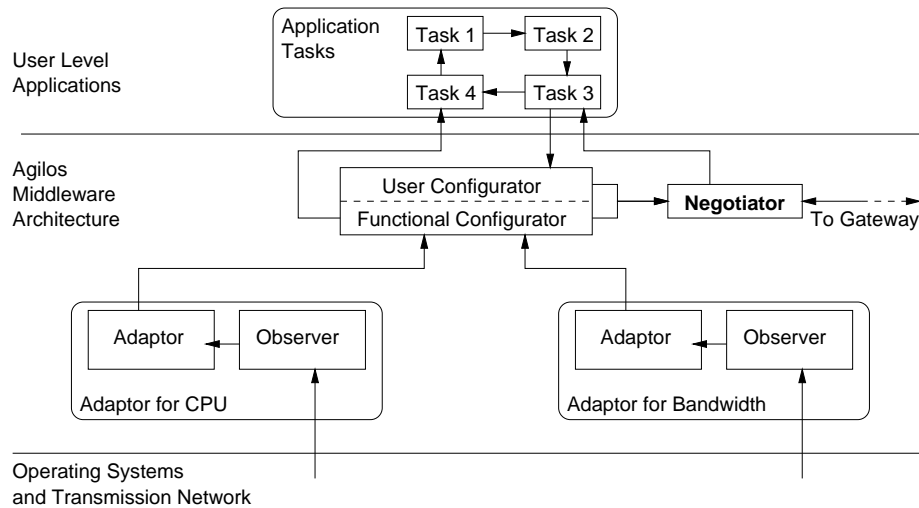 Application
Tasks
Task 1
Task 2
Task 4
Task 3
User Level
Applications
Agilos
Middleware
Architecture
User Configurator
Functional Configurator
Negotiator
To Gateway
Adaptor
Observer
Adaptor for CPU
Adaptor
Observer
Adaptor for Bandwidth
Operating Systems
and Transmission Network